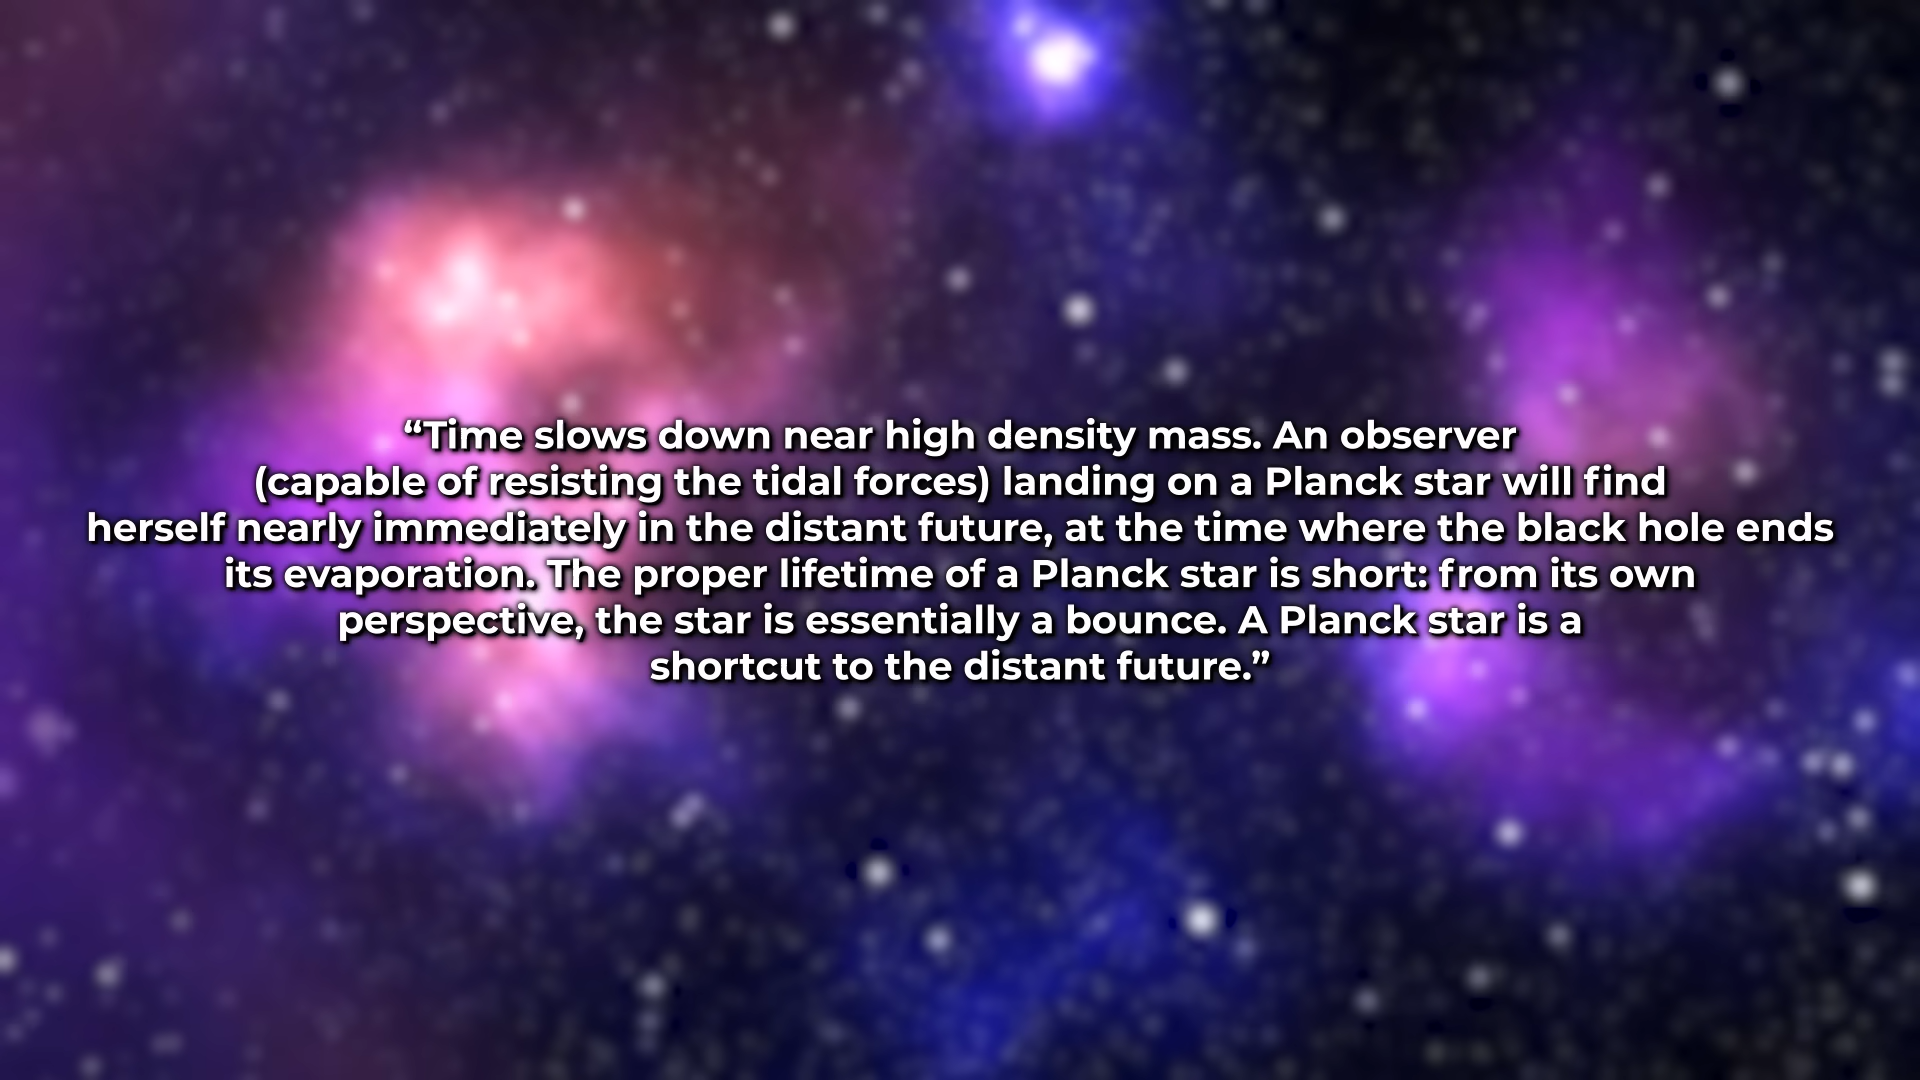 “Time slows down near high density mass. An observer
(capable of resisting the tidal forces) landing on a Planck star will find
herself nearly immediately in the distant future, at the time where the black hole ends
its evaporation. The proper lifetime of a Planck star is short: from its own
perspective, the star is essentially a bounce. A Planck star is a
shortcut to the distant future.”